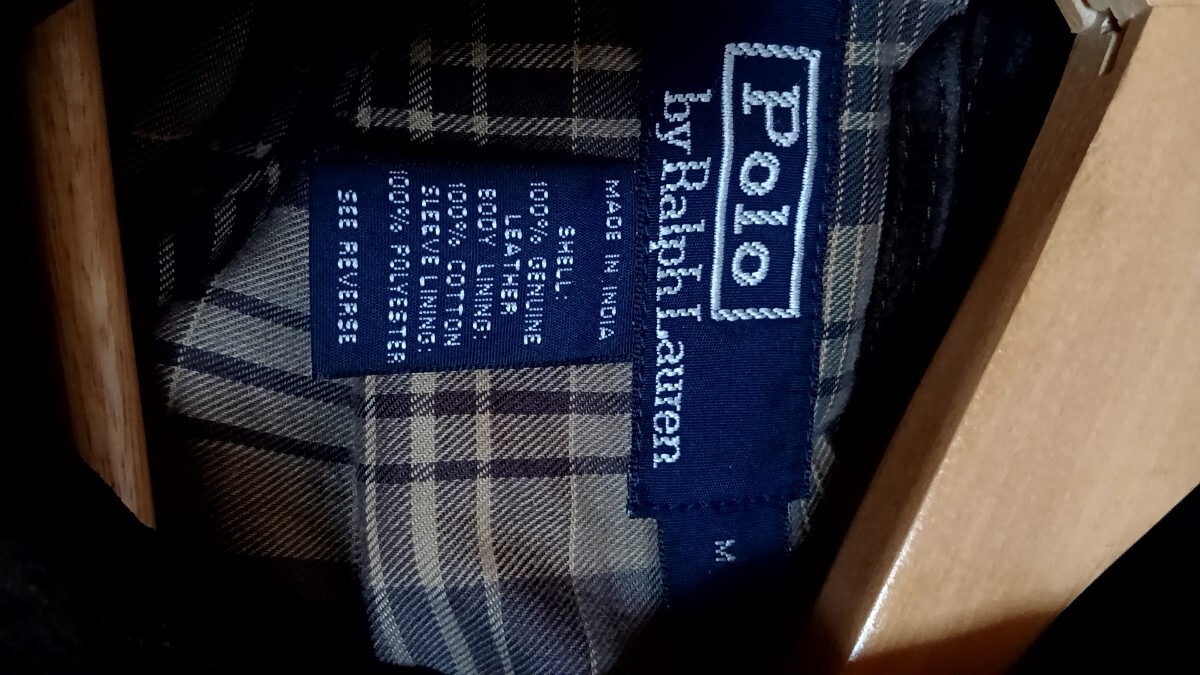 Polo
by Ralph Lauren
M
MADE IN INDIA
SHELL:
100% GENUINE
LEATHER
BODY LINING:
100% COTTON
SLEEVE LINING:
100% POLYESTER
SEE REVERSE